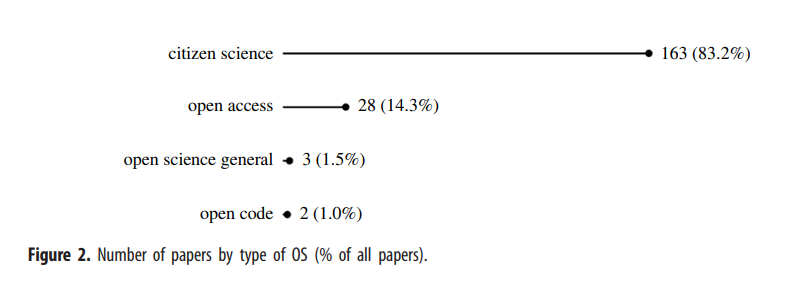 citizen science 163 (83.2%)
open access 28 (14.3%)
open science general 3 (1.5%)
open code 2 (1.0%)
Figure 2. Number of papers by type of OS (% of all papers).